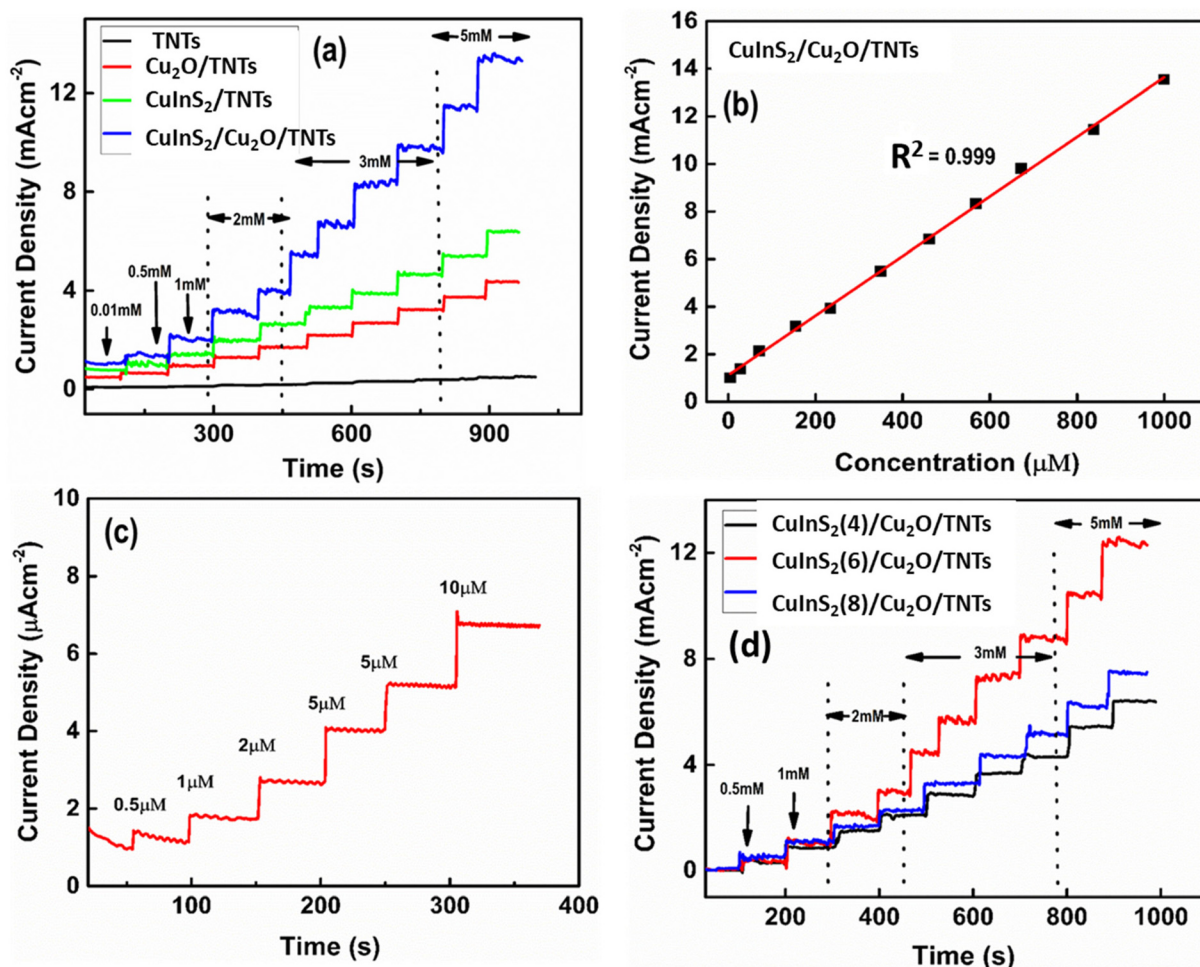 TNTs
Cu₂O/TNTs
CuInS₂/TNTs
CuInS₂/Cu₂O/TNTs
(a)
5mM
3mM
2mM
1mM
0.5mM
0.01mM
12
8
4
0
300 600 900
Current Density (mAcm⁻²)
Time (s)
CuInS₂/Cu₂O/TNTs
(b)
R² = 0.999
16
14
12
10
8
6
4
2
0
0 200 400 600 800 1000
Current Density (mAcm⁻²)
Concentration (μM)
(c)
10μM
5μM
5μM
2μM
1μM
0.5μM
10
8
6
4
2
0
100 200 300 400
Current Density (μAcm⁻²)
Time (s)
CuInS₂(4)/Cu₂O/TNTs
CuInS₂(6)/Cu₂O/TNTs
CuInS₂(8)/Cu₂O/TNTs
(d)
5mM
3mM
2mM
1mM
0.5mM
12
8
4
0
200 400 600 800 1000
Current Density (mAcm⁻²)
Time (s)